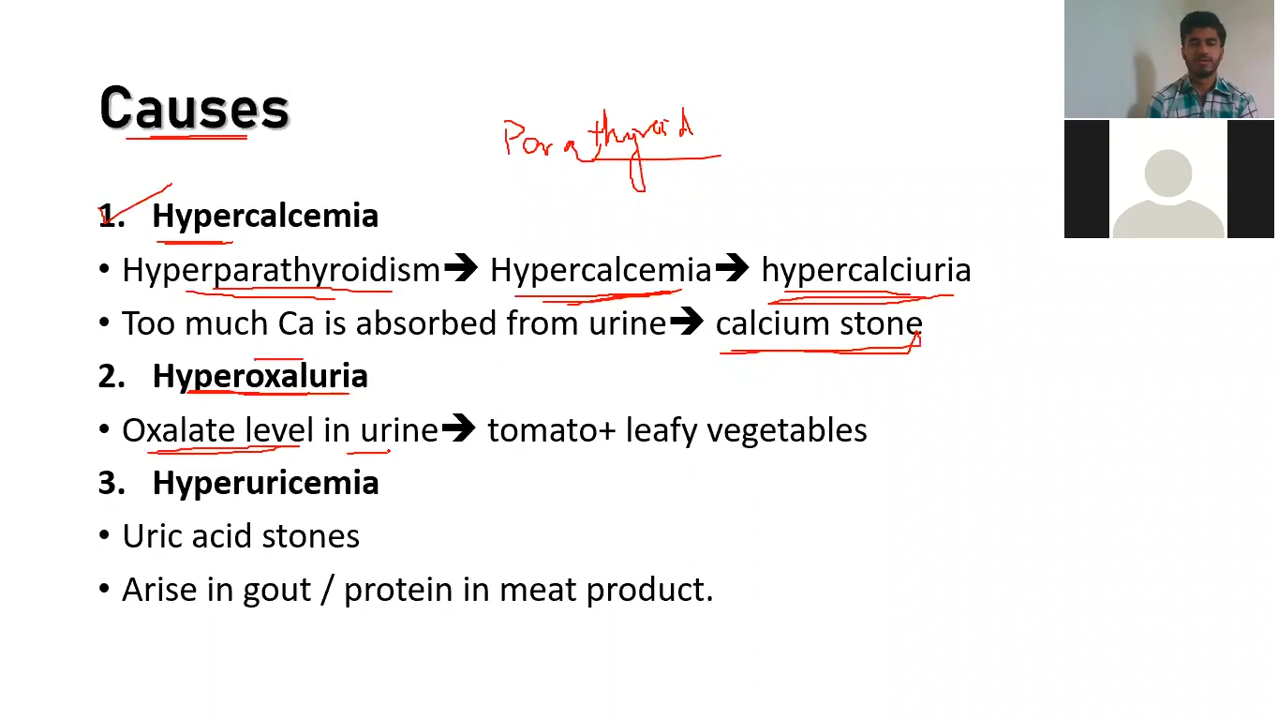 Causes
Parathyroid
1. Hypercalcemia
• Hyperparathyroidism➔ Hypercalcemia➔ hypercalciuria
• Too much Ca is absorbed from urine➔ calcium stone
2. Hyperoxaluria
• Oxalate level in urine➔ tomato+ leafy vegetables
3. Hyperuricemia
• Uric acid stones
• Arise in gout / protein in meat product.